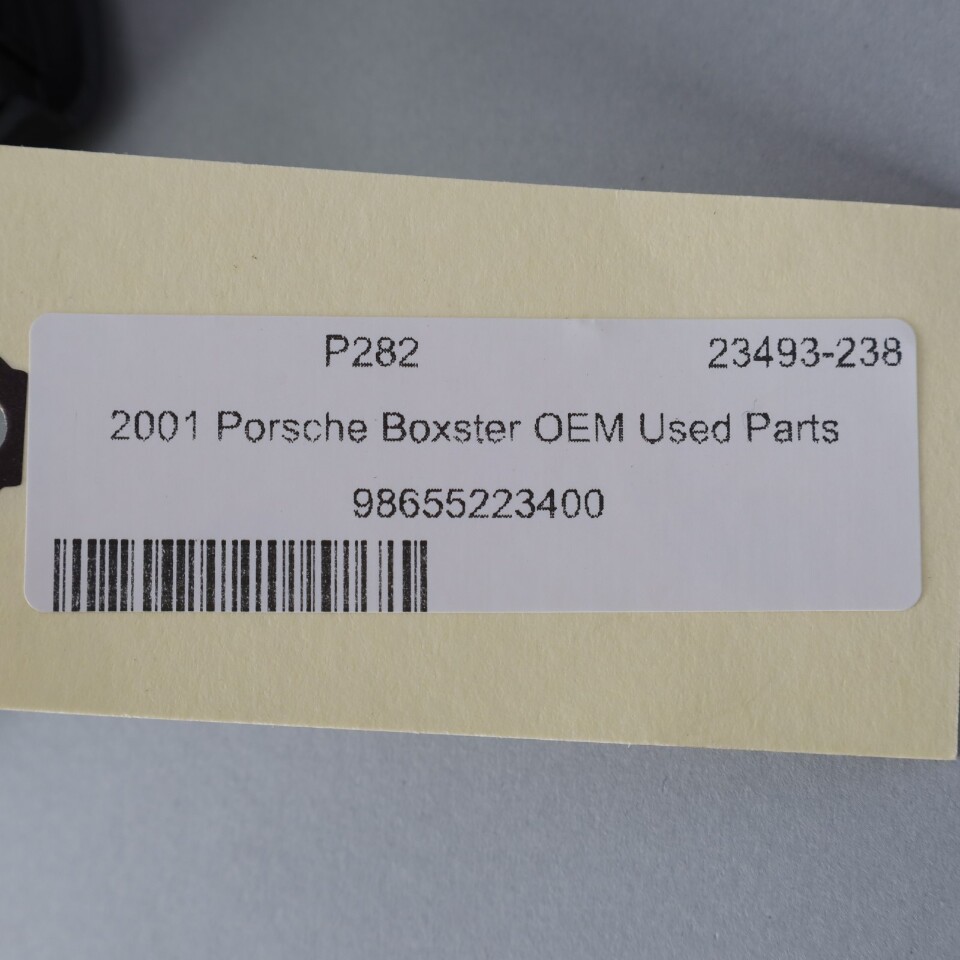 P282 23493-238
2001 Porsche Boxster OEM Used Parts
98655223400